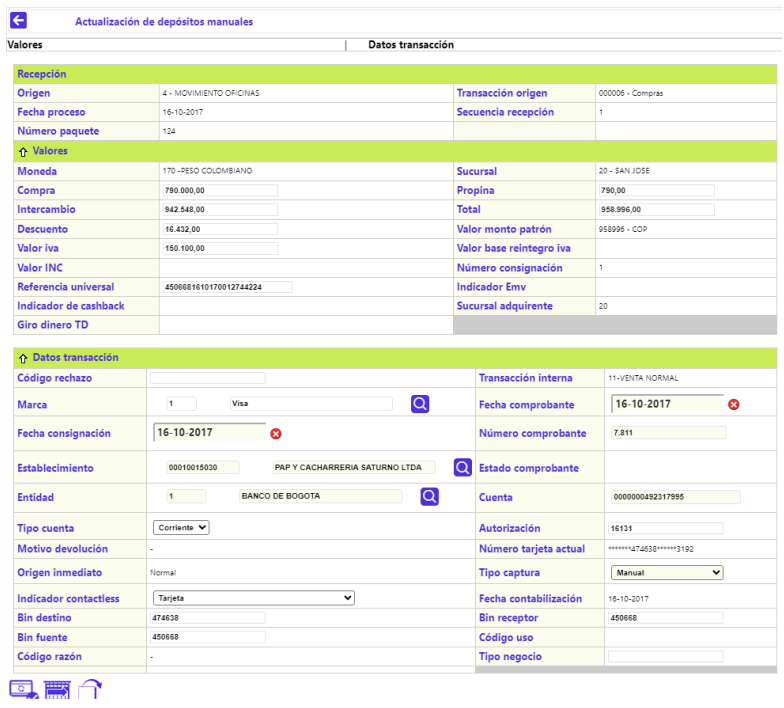 Actualización de depósitos manuales
Valores | Datos transacción
Recepción
Origen 4 - MOVIMIENTO OFICINAS Transacción origen 000006 - Compras
Fecha proceso 16-10-2017 Secuencia recepción 1
Número paquete 124
Valores
Moneda 170 -PESO COLOMBIANO Sucursal 20 - SAN JOSE
Compra 790.000,00 Propina 790,00
Intercambio 942.548,00 Total 958.996,00
Descuento 16.432,00 Valor monto patrón 958996 - COP
Valor iva 150.100,00 Valor base reintegro iva
Valor INC Número consignación 1
Referencia universal 4506681610170012744224 Indicador Emv
Indicador de cashback Sucursal adquirente 20
Giro dinero TD
Datos transacción
Código rechazo Transacción interna 11-VENTA NORMAL
Marca 1 Visa Fecha comprobante 16-10-2017
Fecha consignación 16-10-2017 Número comprobante 7.811
Establecimiento 00010015030 PAP Y CACHARRERIA SATURNO LTDA Estado comprobante
Entidad 1 BANCO DE BOGOTA Cuenta 0000000492317995
Tipo cuenta Corriente Autorización 16131
Motivo devolución - Número tarjeta actual *******474638******3192
Origen inmediato Normal Tipo captura Manual
Indicador contactless Tarjeta Fecha contabilización 16-10-2017
Bin destino 474638 Bin receptor 450668
Bin fuente 450668 Código uso
Código razón - Tipo negocio